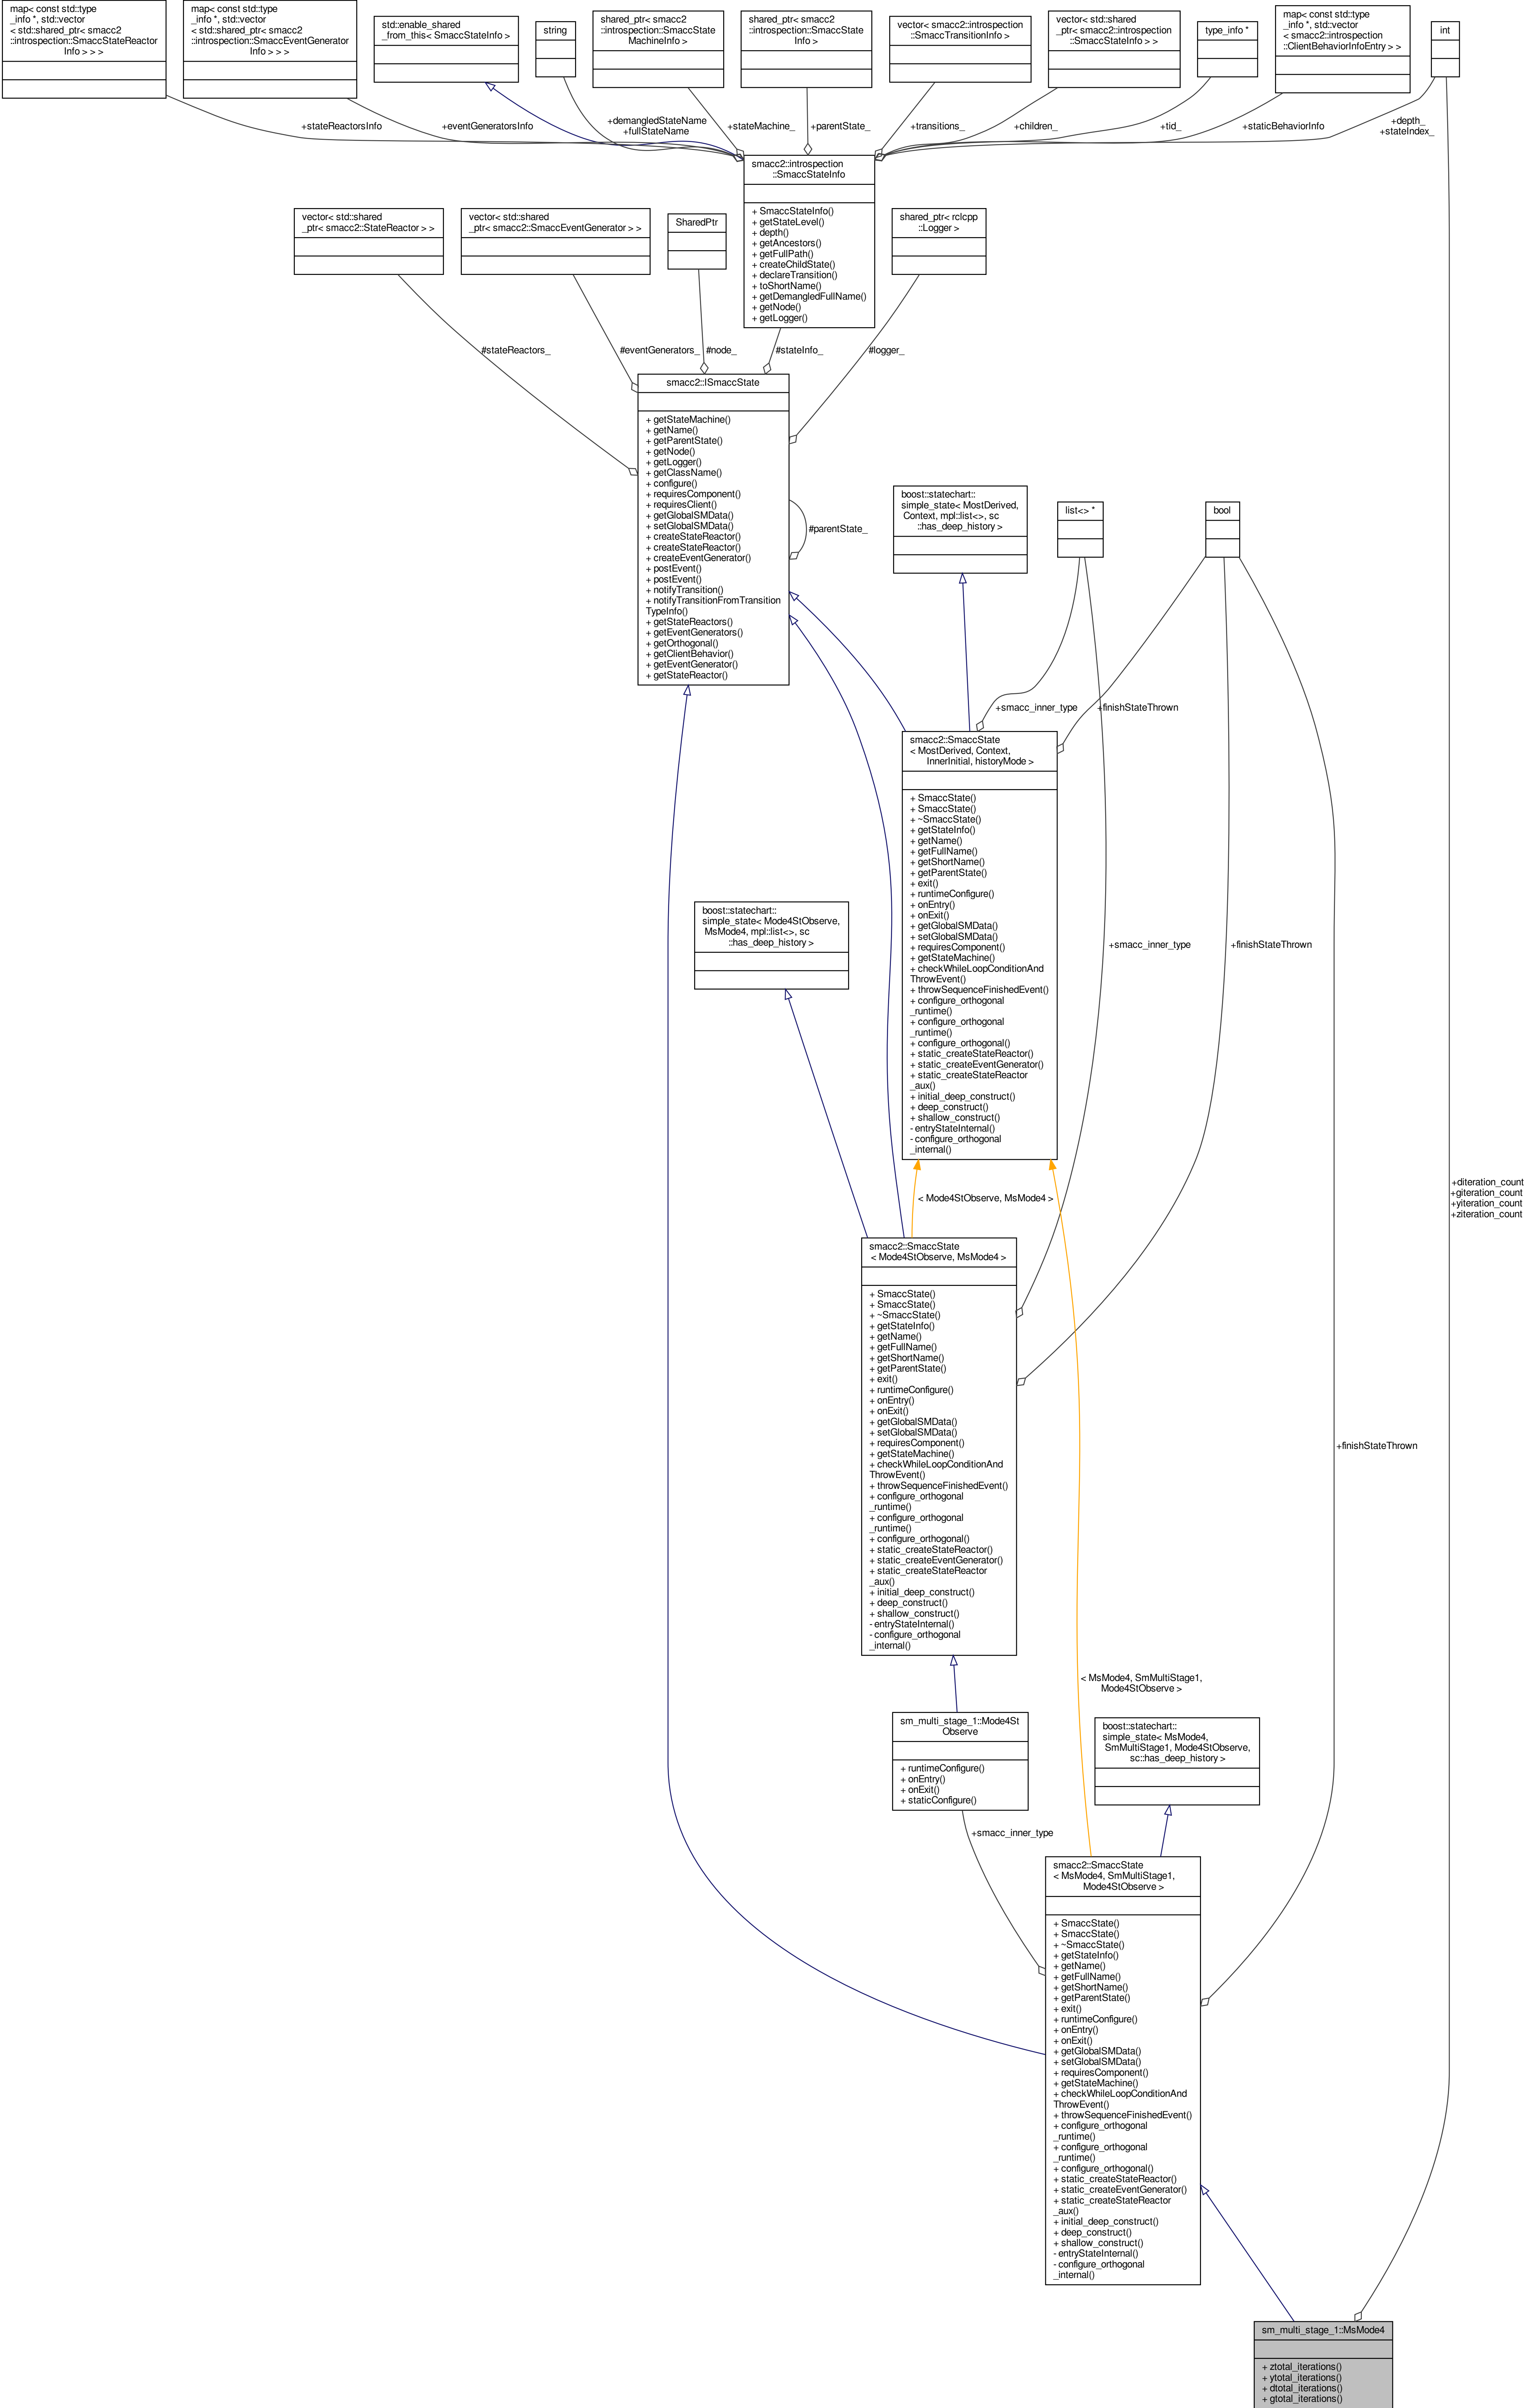 map< const std::type
_info *, std::vector
< std::shared_ptr< smacc2
::introspection::SmaccStateReactor
Info > > >
map< const std::type
_info *, std::vector
< std::shared_ptr< smacc2
::introspection::SmaccEventGenerator
Info > > >
std::enable_shared
_from_this< SmaccStateInfo >
string
shared_ptr< smacc2
::introspection::SmaccState
MachineInfo >
shared_ptr< smacc2
::introspection::SmaccState
Info >
vector< smacc2::introspection
::SmaccTransitionInfo >
vector< std::shared
_ptr< smacc2::introspection
::SmaccStateInfo > >
type_info *
map< const std::type
_info *, std::vector
< smacc2::introspection
::ClientBehaviorInfoEntry > >
int
+stateReactorsInfo
+eventGeneratorsInfo
+demangledStateName
+fullStateName
+stateMachine_
+parentState_
+transitions_
+children_
+tid_
+staticBehaviorInfo
+depth_
+stateIndex_
smacc2::introspection
::SmaccStateInfo
+ SmaccStateInfo()
+ getStateLevel()
+ depth()
+ getAncestors()
+ getFullPath()
+ createChildState()
+ declareTransition()
+ toShortName()
+ getDemangledFullName()
+ getNode()
+ getLogger()
vector< std::shared
_ptr< smacc2::StateReactor > >
vector< std::shared
_ptr< smacc2::SmaccEventGenerator > >
SharedPtr
shared_ptr< rclcpp
::Logger >
#stateReactors_
#eventGenerators_
#node_
#stateInfo_
#logger_
smacc2::ISmaccState
+ getStateMachine()
+ getName()
+ getParentState()
+ getNode()
+ getLogger()
+ getClassName()
+ configure()
+ requiresComponent()
+ requiresClient()
+ getGlobalSMData()
+ setGlobalSMData()
+ createStateReactor()
+ createStateReactor()
+ createEventGenerator()
+ postEvent()
+ postEvent()
+ notifyTransition()
+ notifyTransitionFromTransition
TypeInfo()
+ getStateReactors()
+ getEventGenerators()
+ getOrthogonal()
+ getClientBehavior()
+ getEventGenerator()
+ getStateReactor()
#parentState_
boost::statechart::
simple_state< MostDerived,
Context, mpl::list<>, sc
::has_deep_history >
list<> *
bool
+smacc_inner_type
+finishStateThrown
smacc2::SmaccState
< MostDerived, Context,
InnerInitial, historyMode >
+ SmaccState()
+ SmaccState()
+ ~SmaccState()
+ getStateInfo()
+ getName()
+ getFullName()
+ getShortName()
+ getParentState()
+ exit()
+ runtimeConfigure()
+ onEntry()
+ onExit()
+ getGlobalSMData()
+ setGlobalSMData()
+ requiresComponent()
+ getStateMachine()
+ checkWhileLoopConditionAnd
ThrowEvent()
+ throwSequenceFinishedEvent()
+ configure_orthogonal
_runtime()
+ configure_orthogonal
_runtime()
+ configure_orthogonal()
+ static_createStateReactor()
+ static_createEventGenerator()
+ static_createStateReactor
_aux()
+ initial_deep_construct()
+ deep_construct()
+ shallow_construct()
- entryStateInternal()
- configure_orthogonal
_internal()
boost::statechart::
simple_state< Mode4StObserve,
MsMode4, mpl::list<>, sc
::has_deep_history >
+smacc_inner_type
+finishStateThrown
< Mode4StObserve, MsMode4 >
+diteration_count
+giteration_count
+yiteration_count
+ziteration_count
smacc2::SmaccState
< Mode4StObserve, MsMode4 >
+ SmaccState()
+ SmaccState()
+ ~SmaccState()
+ getStateInfo()
+ getName()
+ getFullName()
+ getShortName()
+ getParentState()
+ exit()
+ runtimeConfigure()
+ onEntry()
+ onExit()
+ getGlobalSMData()
+ setGlobalSMData()
+ requiresComponent()
+ getStateMachine()
+ checkWhileLoopConditionAnd
ThrowEvent()
+ throwSequenceFinishedEvent()
+ configure_orthogonal
_runtime()
+ configure_orthogonal
_runtime()
+ configure_orthogonal()
+ static_createStateReactor()
+ static_createEventGenerator()
+ static_createStateReactor
_aux()
+ initial_deep_construct()
+ deep_construct()
+ shallow_construct()
- entryStateInternal()
- configure_orthogonal
_internal()
+finishStateThrown
< MsMode4, SmMultiStage1,
Mode4StObserve >
sm_multi_stage_1::Mode4St
Observe
+ runtimeConfigure()
+ onEntry()
+ onExit()
+ staticConfigure()
boost::statechart::
simple_state< MsMode4,
SmMultiStage1, Mode4StObserve,
sc::has_deep_history >
+smacc_inner_type
smacc2::SmaccState
< MsMode4, SmMultiStage1,
Mode4StObserve >
+ SmaccState()
+ SmaccState()
+ ~SmaccState()
+ getStateInfo()
+ getName()
+ getFullName()
+ getShortName()
+ getParentState()
+ exit()
+ runtimeConfigure()
+ onEntry()
+ onExit()
+ getGlobalSMData()
+ setGlobalSMData()
+ requiresComponent()
+ getStateMachine()
+ checkWhileLoopConditionAnd
ThrowEvent()
+ throwSequenceFinishedEvent()
+ configure_orthogonal
_runtime()
+ configure_orthogonal
_runtime()
+ configure_orthogonal()
+ static_createStateReactor()
+ static_createEventGenerator()
+ static_createStateReactor
_aux()
+ initial_deep_construct()
+ deep_construct()
+ shallow_construct()
- entryStateInternal()
- configure_orthogonal
_internal()
sm_multi_stage_1::MsMode4
+ ztotal_iterations()
+ ytotal_iterations()
+ dtotal_iterations()
+ gtotal_iterations()